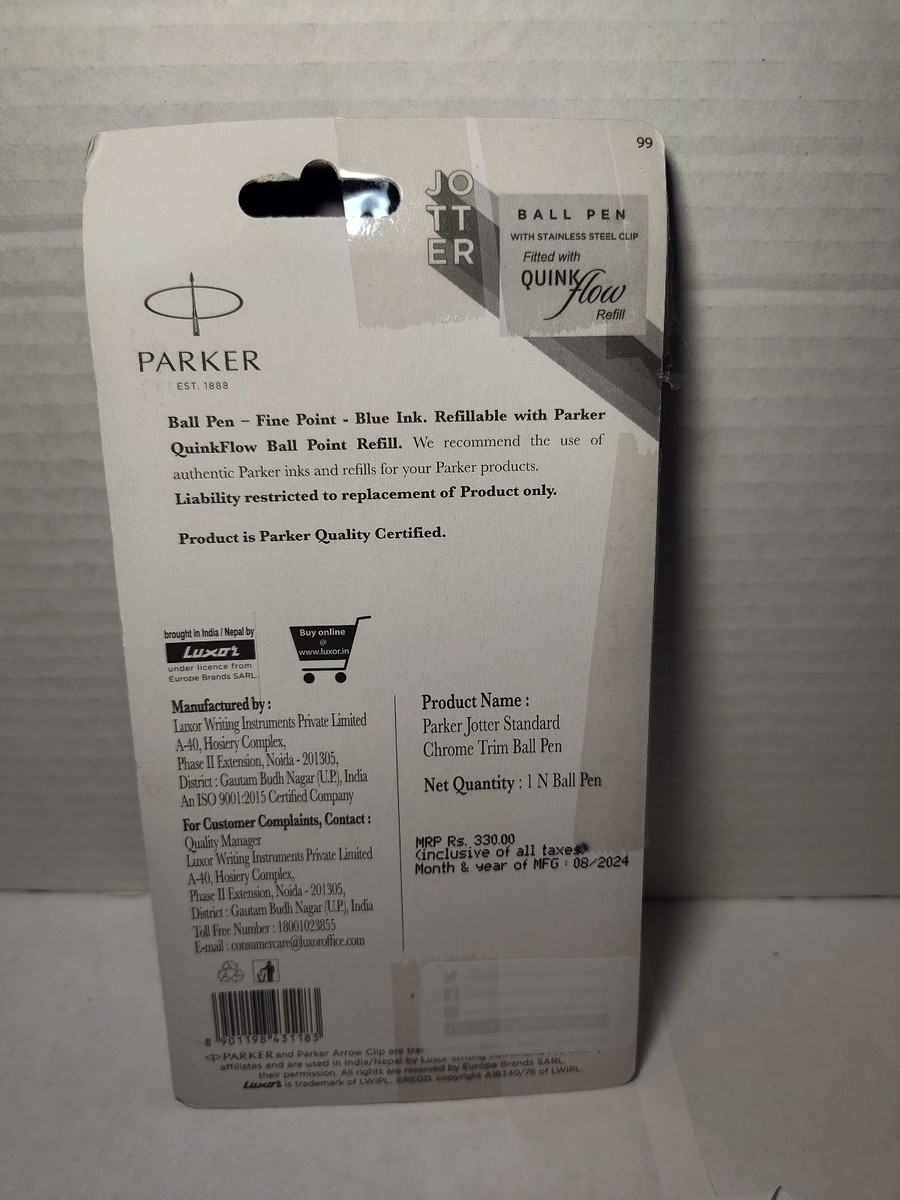 99
JO
TT
ER
BALL PEN
WITH STAINLESS STEEL CLIP
Fitted with
QUINK flow
Refill
PARKER
EST. 1888
Ball Pen – Fine Point - Blue Ink. Refillable with Parker
QuinkFlow Ball Point Refill. We recommend the use of
authentic Parker inks and refills for your Parker products.
Liability restricted to replacement of Product only.
Product is Parker Quality Certified.
brought in India / Nepal by
Luxor
under licence from
Europe Brands SARL
Buy online
@
www.luxor.in
Manufactured by :
Luxor Writing Instruments Private Limited
A-40, Hosiery Complex,
Phase II Extension, Noida - 201305,
District : Gautam Budh Nagar (U.P.), India
An ISO 9001:2015 Certified Company
For Customer Complaints, Contact :
Quality Manager
Luxor Writing Instruments Private Limited
A-40, Hosiery Complex,
Phase II Extension, Noida - 201305,
District : Gautam Budh Nagar (U.P.), India
Toll Free Number : 18001023855
E-mail : consumercare@luxoroffice.com
Product Name :
Parker Jotter Standard
Chrome Trim Ball Pen
Net Quantity : 1 N Ball Pen
MRP Rs. 330.00
(inclusive of all taxes)
Month & year of MFG : 08/2024
8 901198 431183
PARKER and Parker Arrow Clip are
affiliates and are used in India/Nepal by Luxor
Europe Brands SARL.
their permission. All rights are reserved by
Luxor is trademark of LWIPL. ©REGD. copyright A16340/76 of LWIPL.